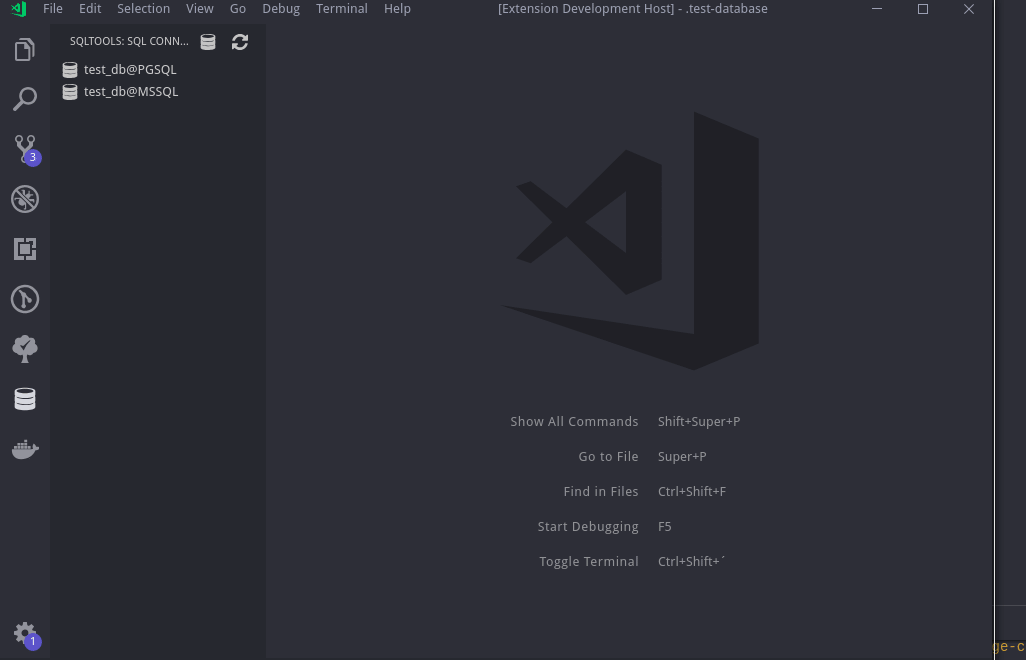 File Edit Selection View Go Debug Terminal Help [Extension Development Host] - .test-database
SQLTOOLS: SQL CONN...
test_db@PGSQL
test_db@MSSQL
3
Show All Commands Shift+Super+P
Go to File Super+P
Find in Files Ctrl+Shift+F
Start Debugging F5
Toggle Terminal Ctrl+Shift+´
1
ge-c